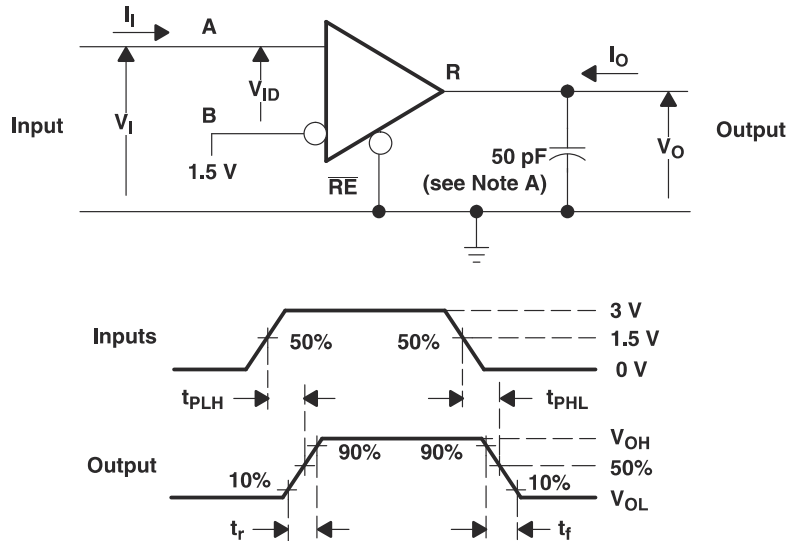 I_I
A
I_O
R
V_ID
Input
V_I
B
Output
1.5 V
50 pF
V_O
(see Note A)
R̅E̅
3 V
Inputs
50%
50%
1.5 V
0 V
t_PLH
t_PHL
V_OH
Output
90%
90%
50%
10%
10%
V_OL
t_r
t_f